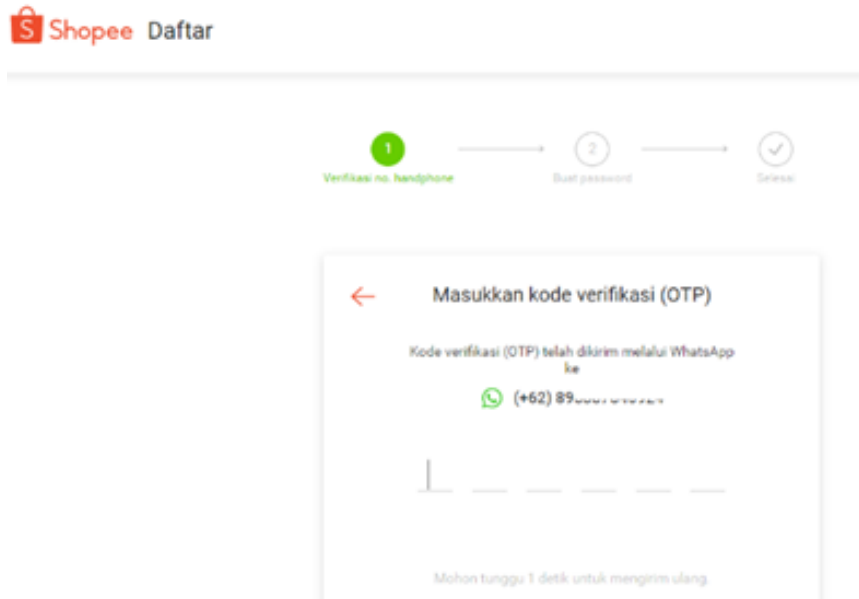 Shopee Daftar
1
2
Verifikasi no. handphone
Buat password
Selesai
Masukkan kode verifikasi (OTP)
Kode verifikasi (OTP) telah dikirim melalui WhatsApp
ke
(+62) 89
Mohon tunggu 1 detik untuk mengirim ulang.